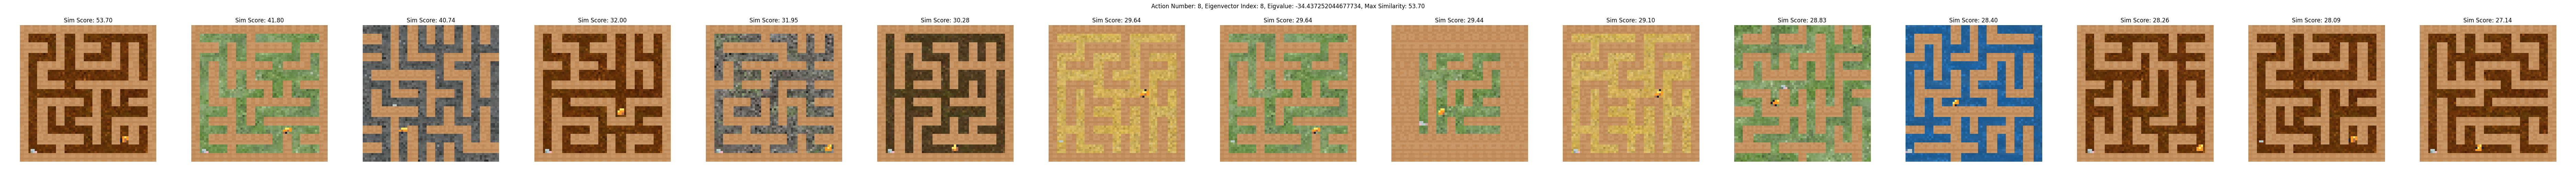 Action Number: 8, Eigenvector Index: 8, Eigvalue: -34.437252044677734, Max Similarity: 53.70
Sim Score: 53.70
Sim Score: 41.80
Sim Score: 40.74
Sim Score: 32.00
Sim Score: 31.95
Sim Score: 30.28
Sim Score: 29.64
Sim Score: 29.64
Sim Score: 29.44
Sim Score: 29.10
Sim Score: 28.83
Sim Score: 28.40
Sim Score: 28.26
Sim Score: 28.09
Sim Score: 27.14